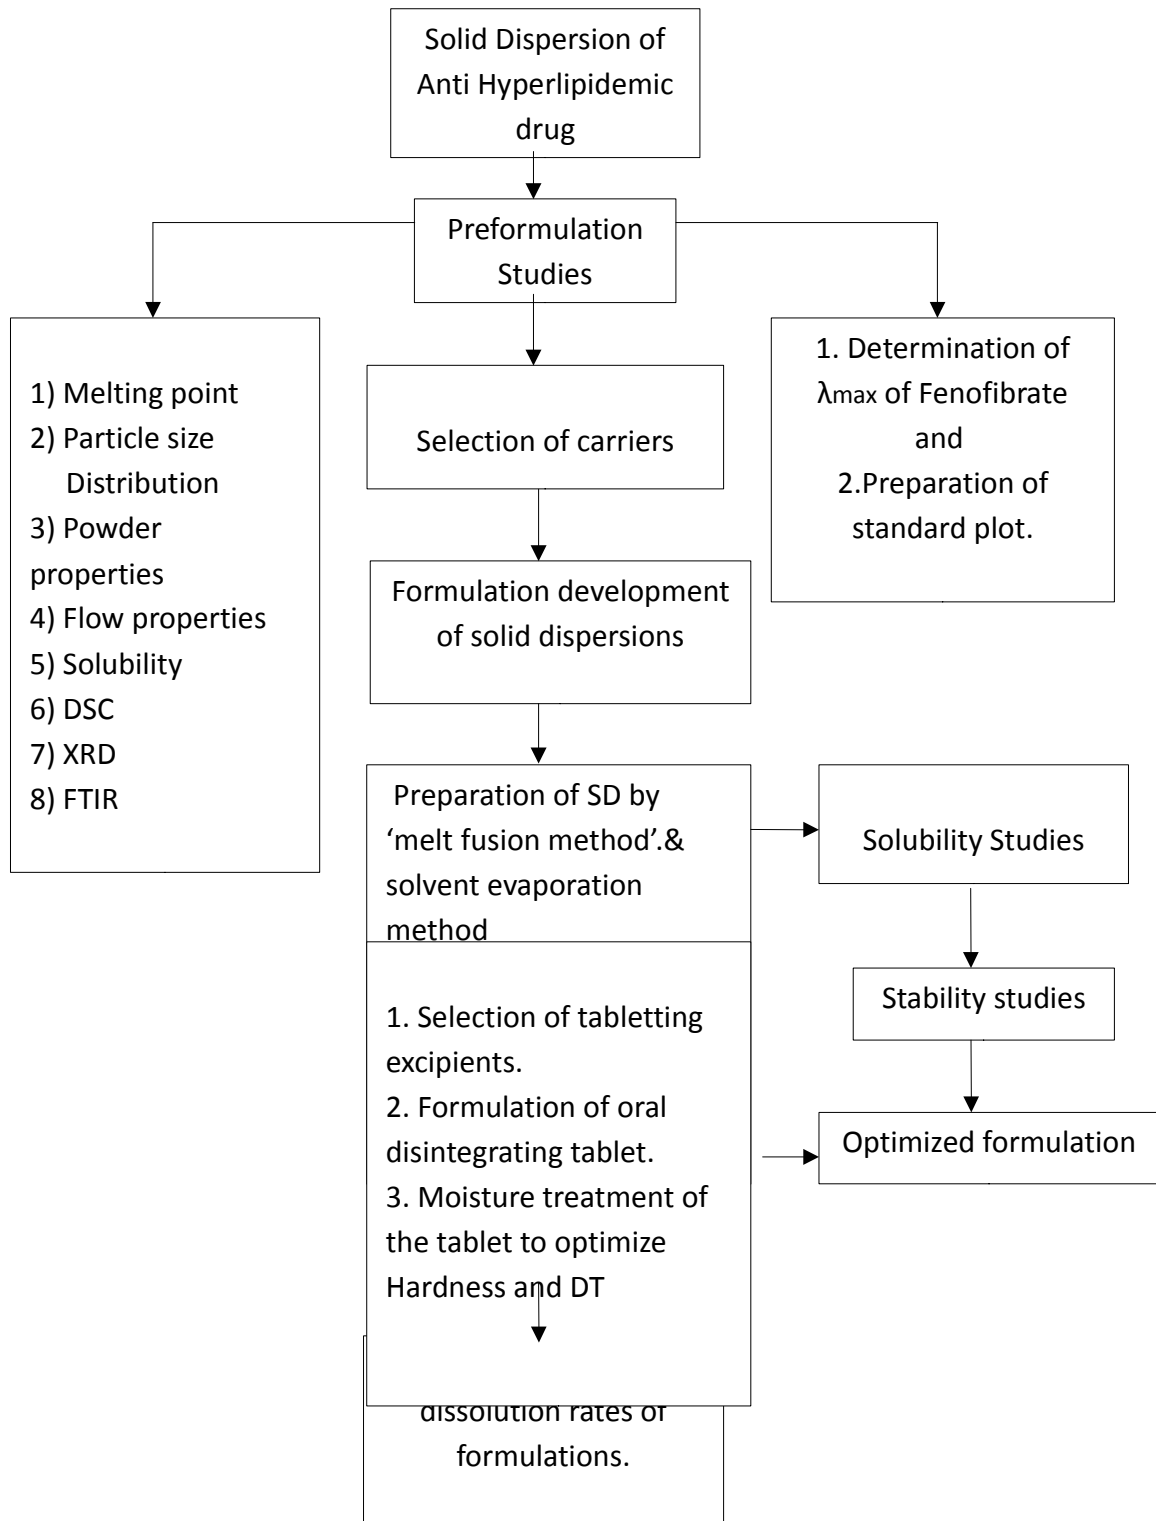 Solid Dispersion of
Anti Hyperlipidemic
drug
Preformulation
Studies
1) Melting point
2) Particle size
Distribution
3) Powder
properties
4) Flow properties
5) Solubility
6) DSC
7) XRD
8) FTIR
Selection of carriers
1. Determination of
λmax of Fenofibrate
and
2.Preparation of
standard plot.
Formulation development
of solid dispersions
Preparation of SD by
‘melt fusion method’.&
solvent evaporation
method
Solubility Studies
Stability studies
Optimized formulation
1. Selection of tabletting
excipients.
2. Formulation of oral
disintegrating tablet.
3. Moisture treatment of
the tablet to optimize
Hardness and DT
dissolution rates of
formulations.